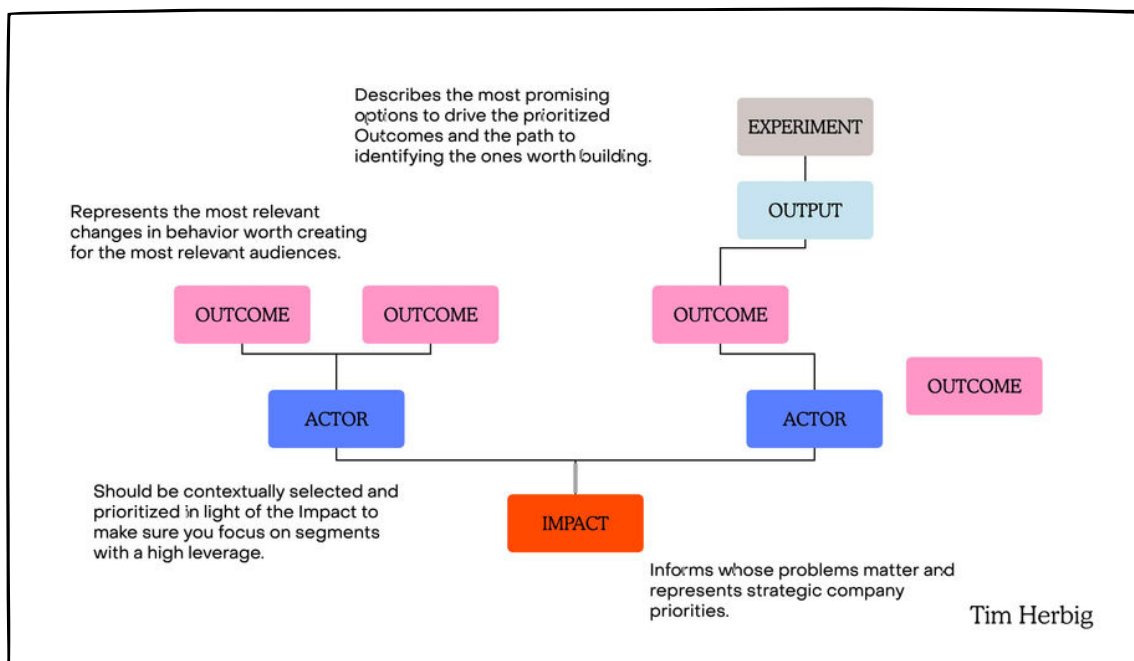 Describes the most promising
options to drive the prioritized
Outcomes and the path to
identifying the ones worth building.
EXPERIMENT
OUTPUT
Represents the most relevant
changes in behavior worth creating
for the most relevant audiences.
OUTCOME
OUTCOME
OUTCOME
OUTCOME
ACTOR
ACTOR
Should be contextually selected and
prioritized in light of the Impact to
make sure you focus on segments
with a high leverage.
IMPACT
Informs whose problems matter and
represents strategic company
priorities.
Tim Herbig